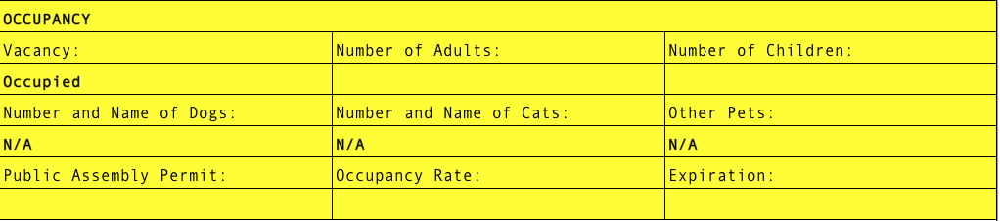 OCCUPANCY
Vacancy: Number of Adults: Number of Children:
Occupied
Number and Name of Dogs: Number and Name of Cats: Other Pets:
N/A N/A N/A
Public Assembly Permit: Occupancy Rate: Expiration: